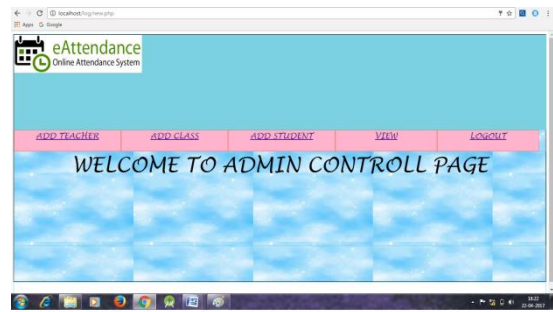 localhost/log/new.php
Apps G Google
eAttendance
Online Attendance System
ADD TEACHER ADD CLASS ADD STUDENT VIEW LOGOUT
WELCOME TO ADMIN CONTROLL PAGE
18:22
22-04-2017